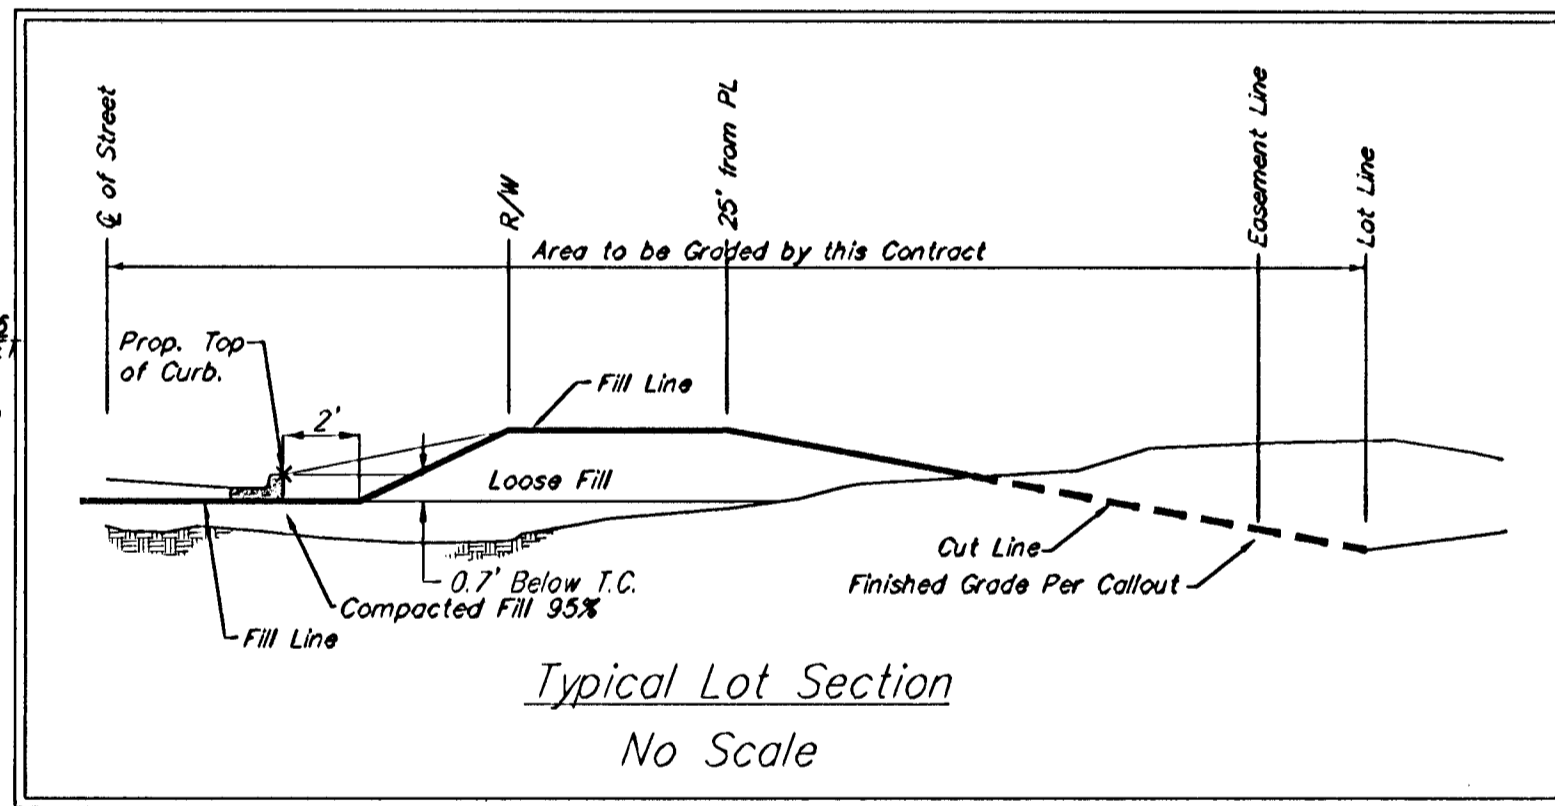 ℄ of Street
R/W
25' from PL
Easement Line
Lot Line
Area to be Graded by this Contract
Prop. Top
of Curb.
2'
Fill Line
Loose Fill
0.7' Below T.C.
Compacted Fill 95%
Fill Line
Cut Line
Finished Grade Per Callout
Typical Lot Section
No Scale